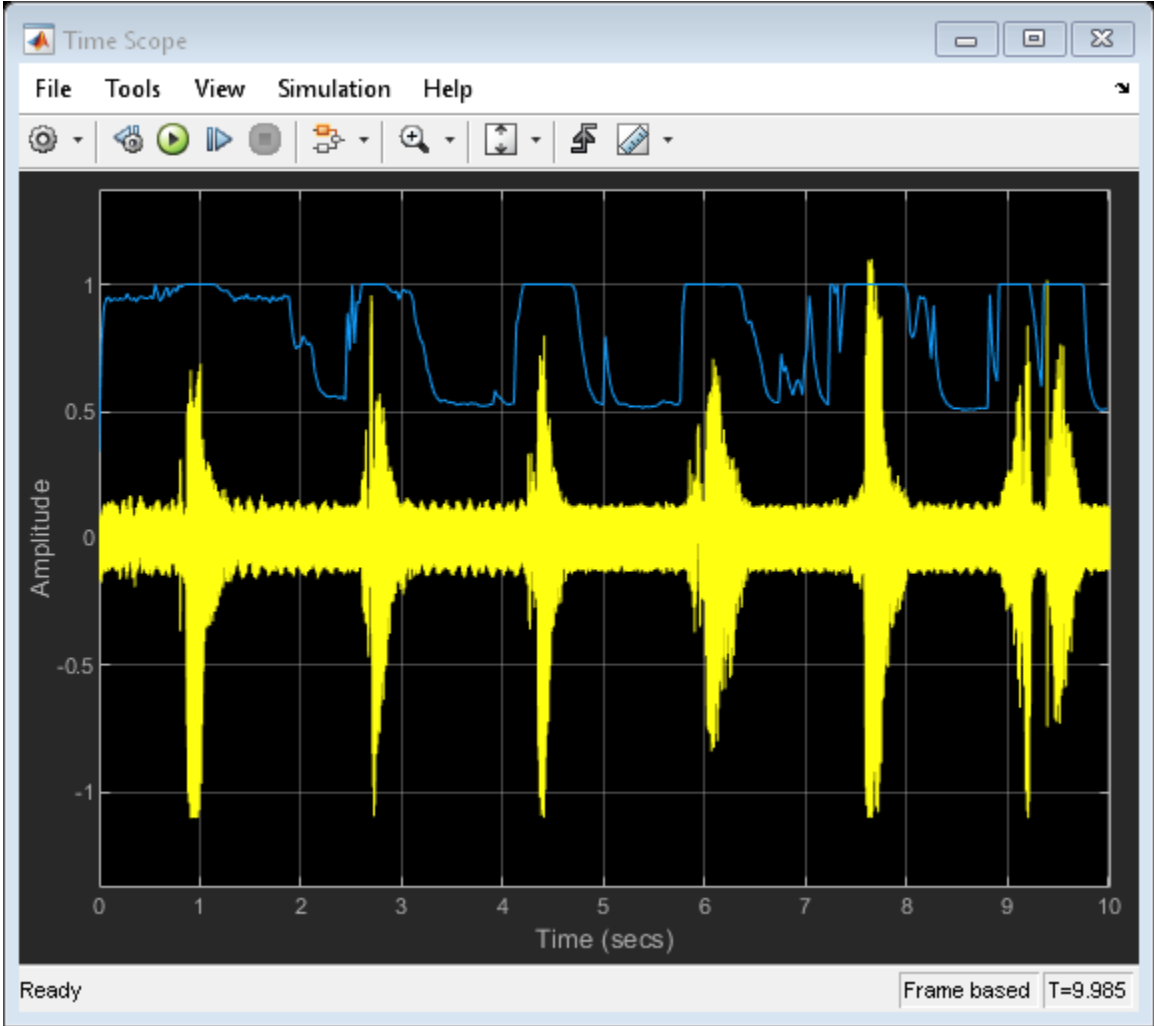 Time Scope
File Tools View Simulation Help
1
0.5
0
-0.5
-1
Amplitude
0 1 2 3 4 5 6 7 8 9 10
Time (secs)
Ready Frame based T=9.985